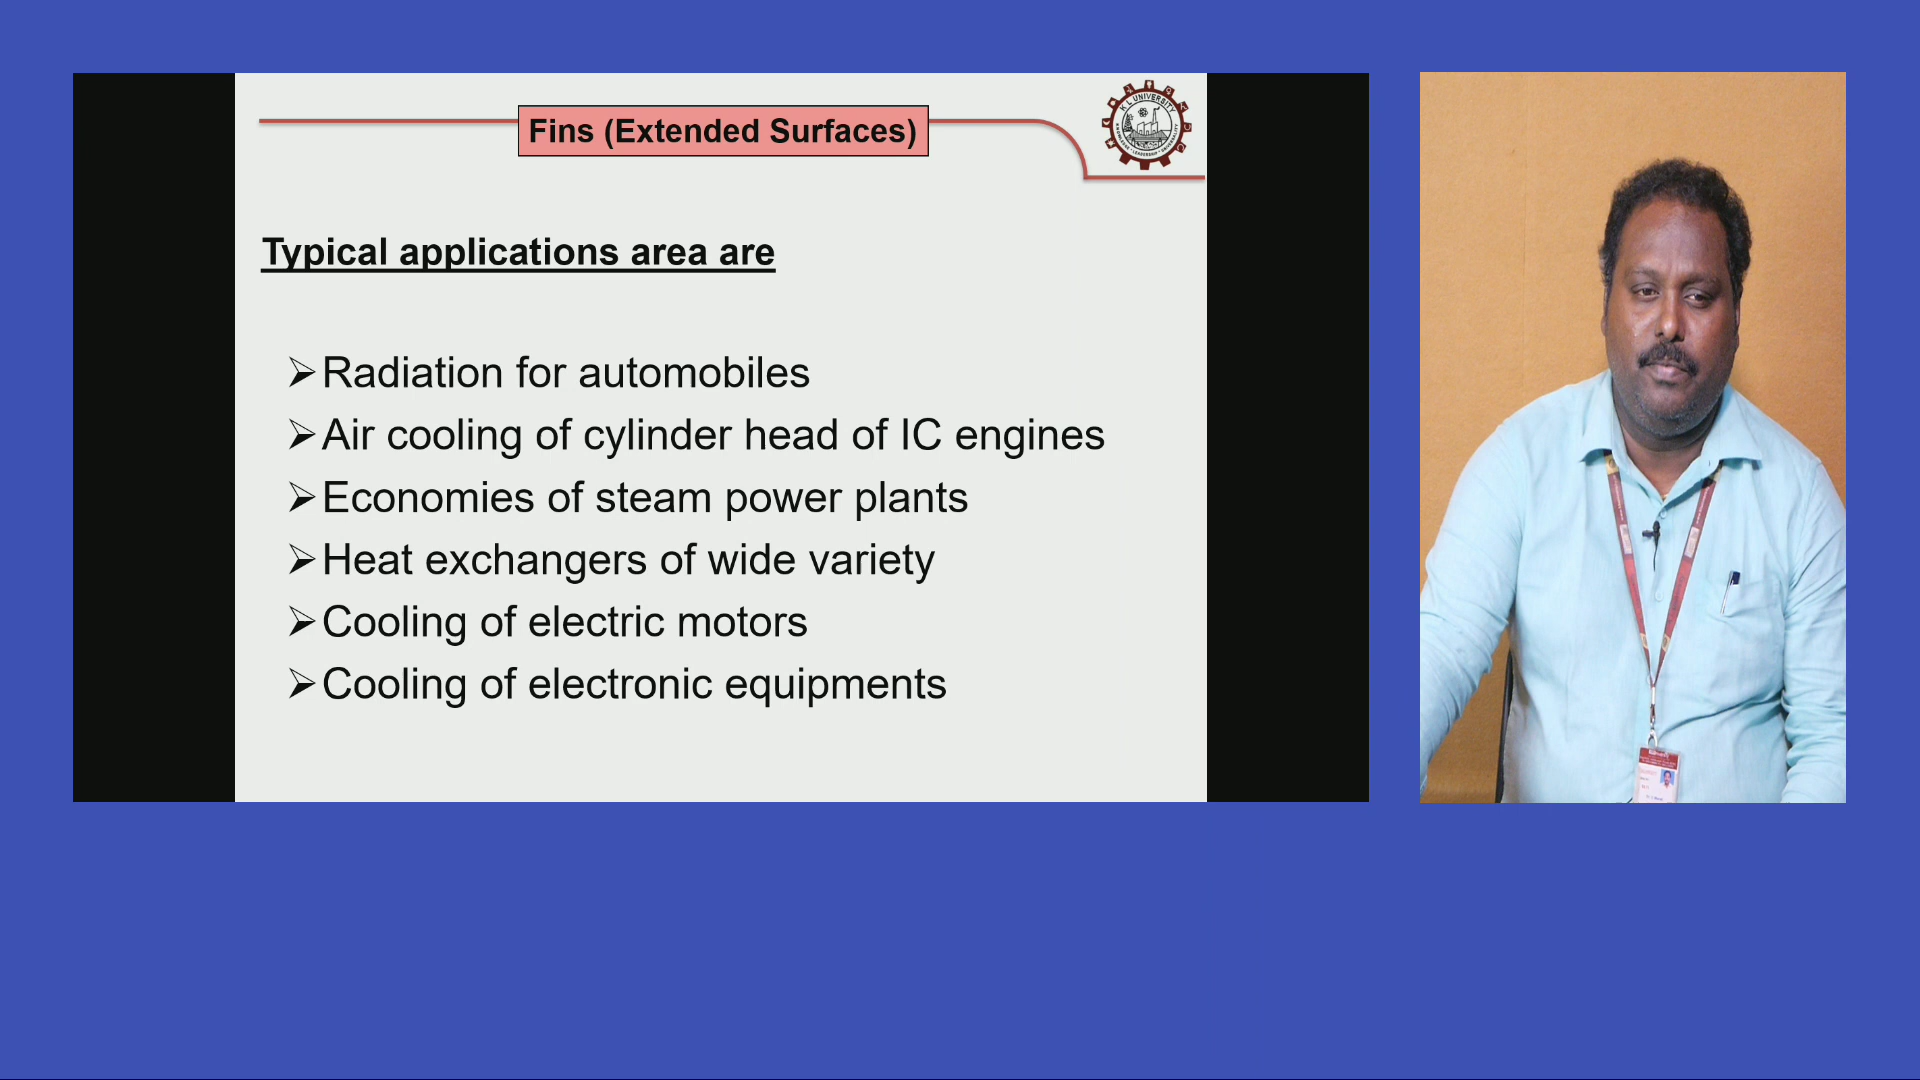 Fins (Extended Surfaces)
K L UNIVERSITY
Typical applications area are
Radiation for automobiles
Air cooling of cylinder head of IC engines
Economies of steam power plants
Heat exchangers of wide variety
Cooling of electric motors
Cooling of electronic equipments